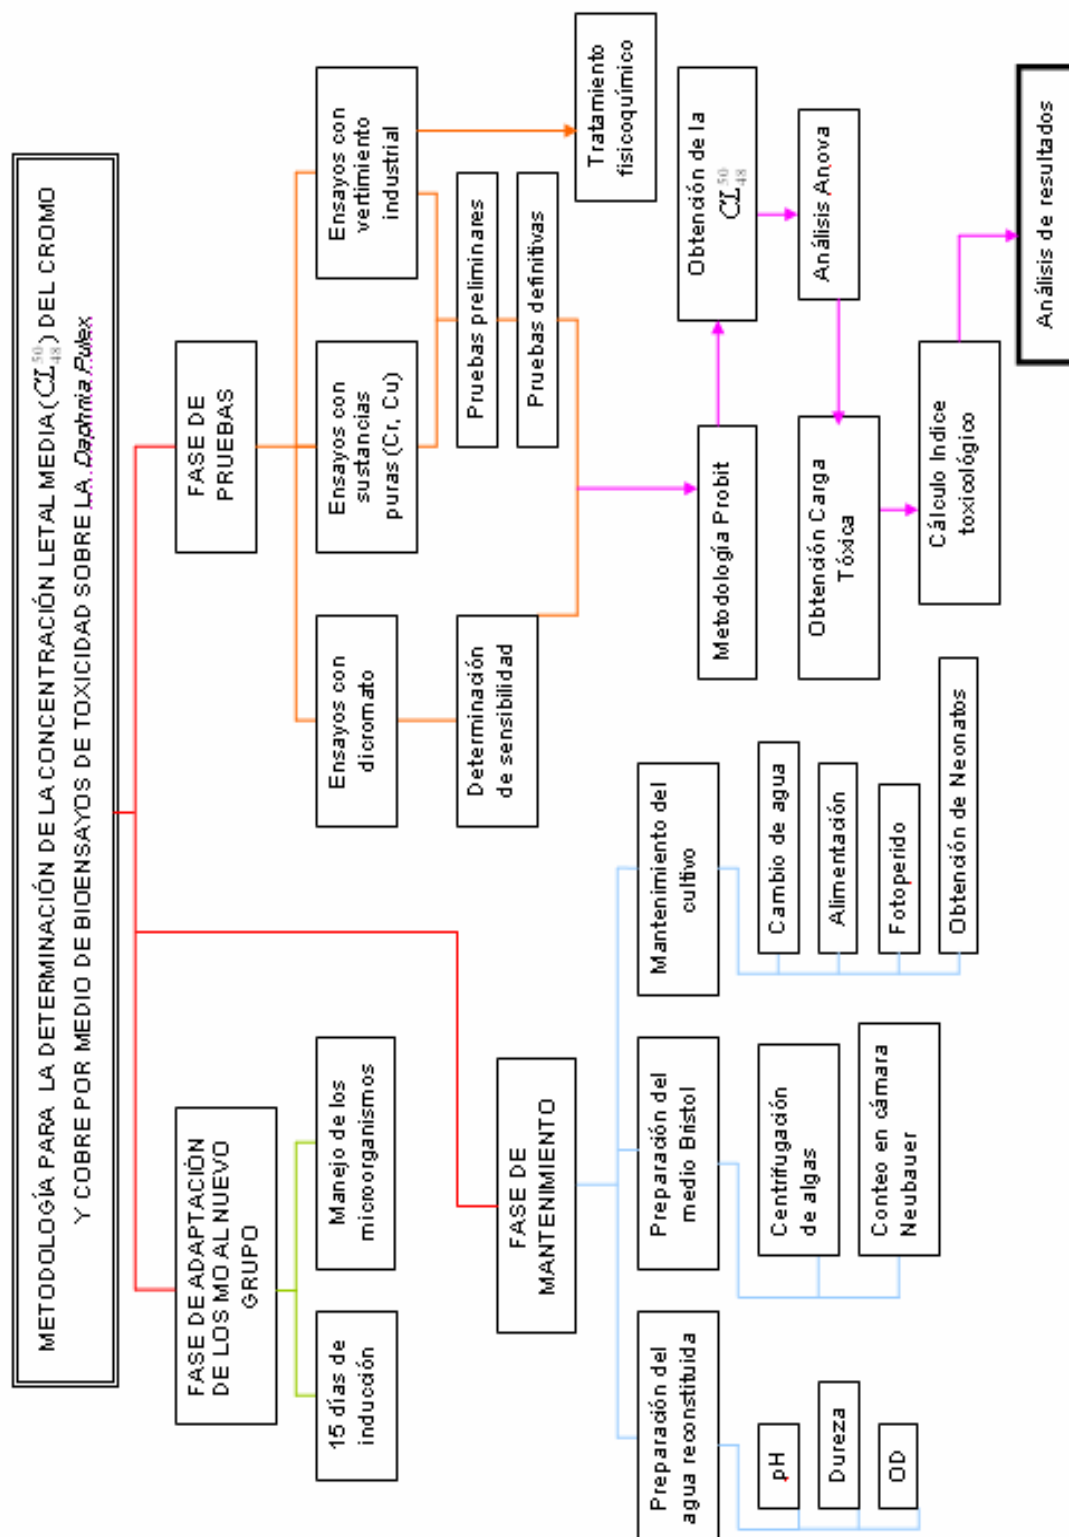 METODOLOGÍA PARA LA DETERMINACIÓN DE LA CONCENTRACIÓN LETAL MEDIA (CL 50 48) DEL CROMO
Y COBRE POR MEDIO DE BIOENSAYOS DE TOXICIDAD SOBRE LA Daphnia Pulex
FASE DE ADAPTACIÓN
DE LOS MO AL NUEVO
GRUPO
15 días de
inducción
Manejo de los
microorganismos
FASE DE
MANTENIMIENTO
Preparación del
agua reconstituida
pH
Dureza
OD
Preparación del
medio Bristol
Centrifugación
de algas
Conteo en cámara
Neubauer
Mantenimiento del
cultivo
Cambio de agua
Alimentación
Fotoperido
Obtención de Neonatos
FASE DE
PRUEBAS
Ensayos con
dicromato
Determinación
de sensibilidad
Ensayos con
sustancias
puras (Cr, Cu)
Ensayos con
vertimiento
industrial
Pruebas preliminares
Pruebas definitivas
Tratamiento
fisicoquímico
Metodología Probit
Obtención de la
CL 50 48
Análisis Anova
Obtención Carga
Tóxica
Cálculo Indice
toxicológico
Análisis de resultados